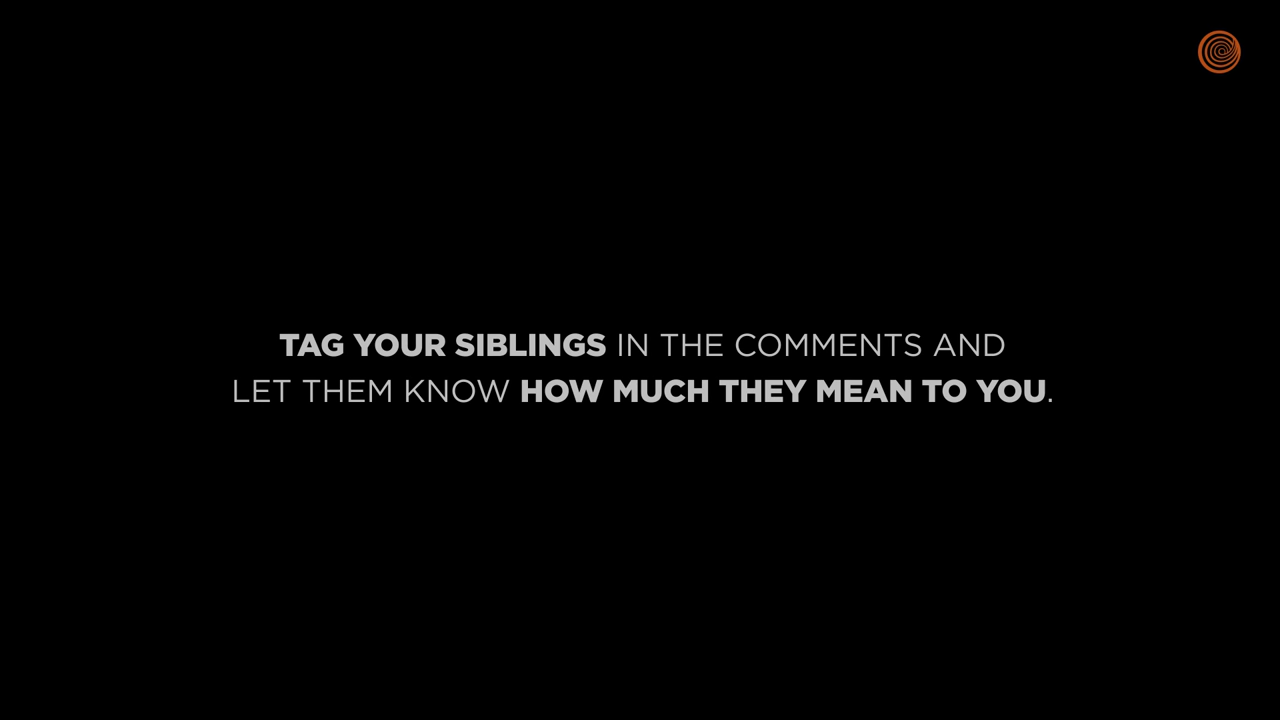 TAG YOUR SIBLINGS IN THE COMMENTS AND
LET THEM KNOW HOW MUCH THEY MEAN TO YOU.